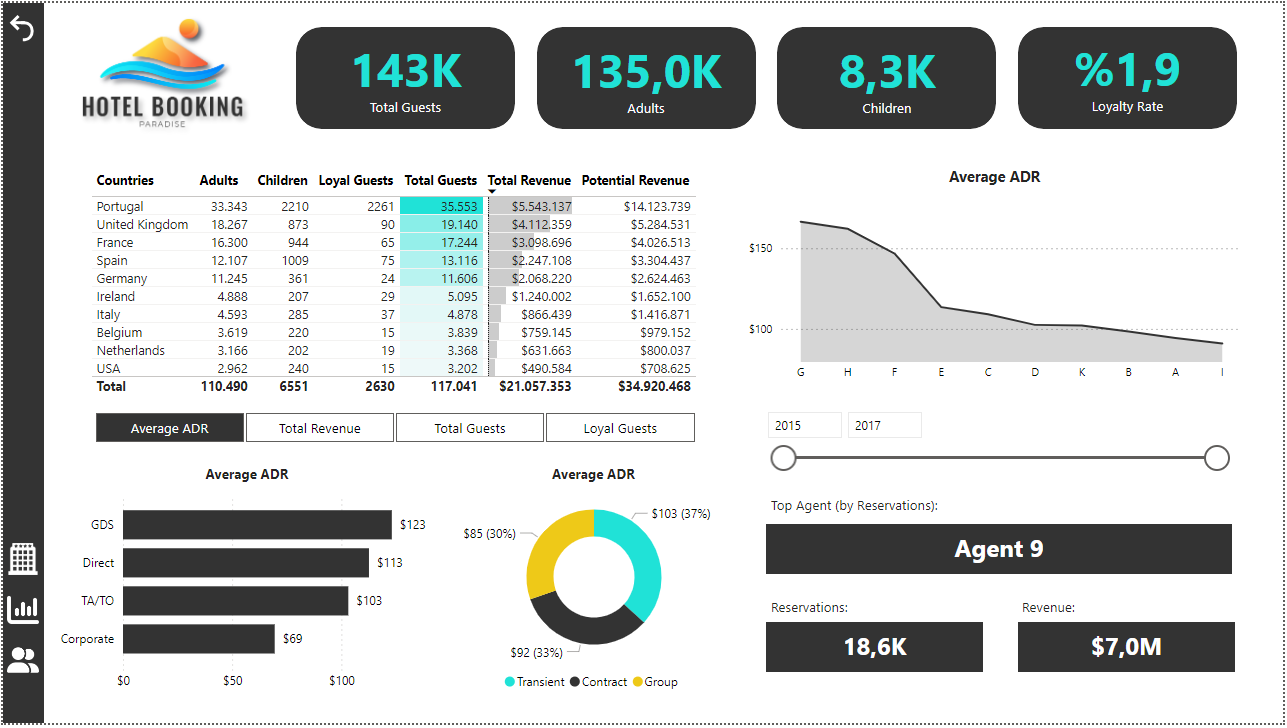 HOTEL BOOKING
PARADISE
143K
Total Guests
135,0K
Adults
8,3K
Children
%1,9
Loyalty Rate
Countries Adults Children Loyal Guests Total Guests Total Revenue Potential Revenue
Portugal 33.343 2210 2261 35.553 $5.543.137 $14.123.739
United Kingdom 18.267 873 90 19.140 $4.112.359 $5.284.531
France 16.300 944 65 17.244 $3.098.696 $4.026.513
Spain 12.107 1009 75 13.116 $2.247.108 $3.304.437
Germany 11.245 361 24 11.606 $2.068.220 $2.624.463
Ireland 4.888 207 29 5.095 $1.240.002 $1.652.100
Italy 4.593 285 37 4.878 $866.439 $1.416.871
Belgium 3.619 220 15 3.839 $759.145 $979.152
Netherlands 3.166 202 19 3.368 $631.663 $800.037
USA 2.962 240 15 3.202 $490.584 $708.625
Total 110.490 6551 2630 117.041 $21.057.353 $34.920.468
Average ADR
$150
$100
G H F E C D K B A I
Average ADR Total Revenue Total Guests Loyal Guests
2015 2017
Average ADR
GDS $123
Direct $113
TA/TO $103
Corporate $69
$0 $50 $100
Average ADR
$103 (37%)
$85 (30%)
$92 (33%)
Transient Contract Group
Top Agent (by Reservations):
Agent 9
Reservations:
18,6K
Revenue:
$7,0M